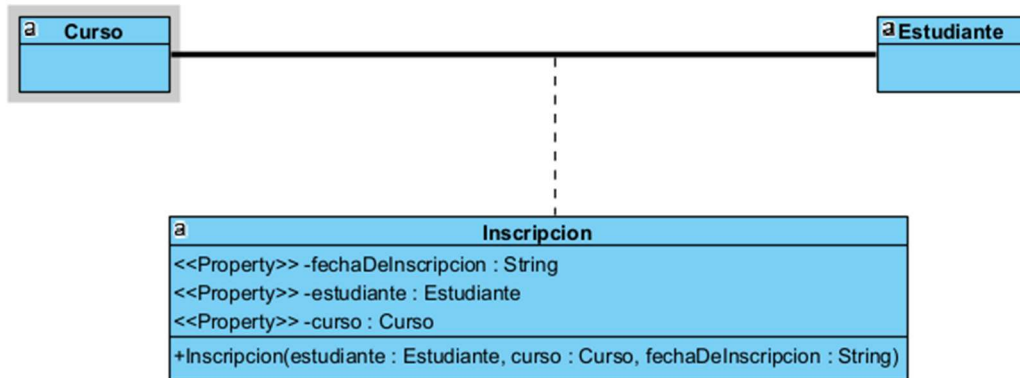 a Curso
a Estudiante
a Inscripcion
<<Property>> -fechaDeInscripcion : String
<<Property>> -estudiante : Estudiante
<<Property>> -curso : Curso
+Inscripcion(estudiante : Estudiante, curso : Curso, fechaDeInscripcion : String)